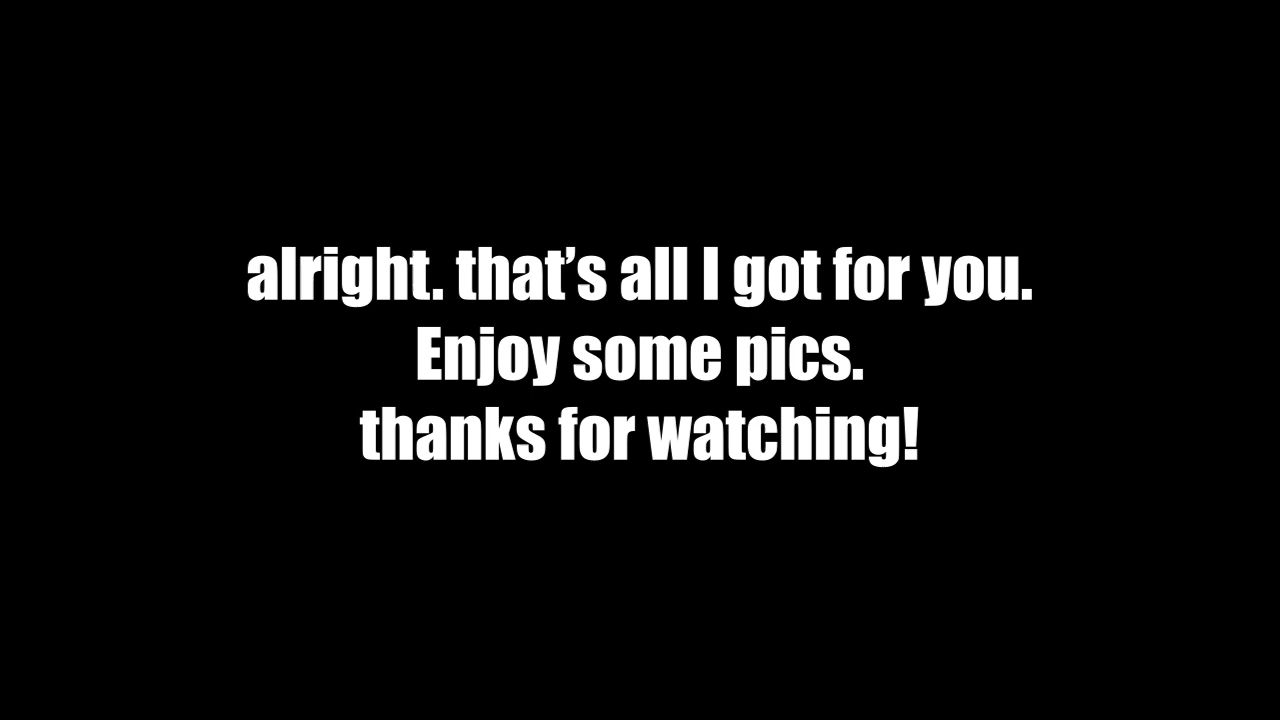 alright. that’s all I got for you.
Enjoy some pics.
thanks for watching!